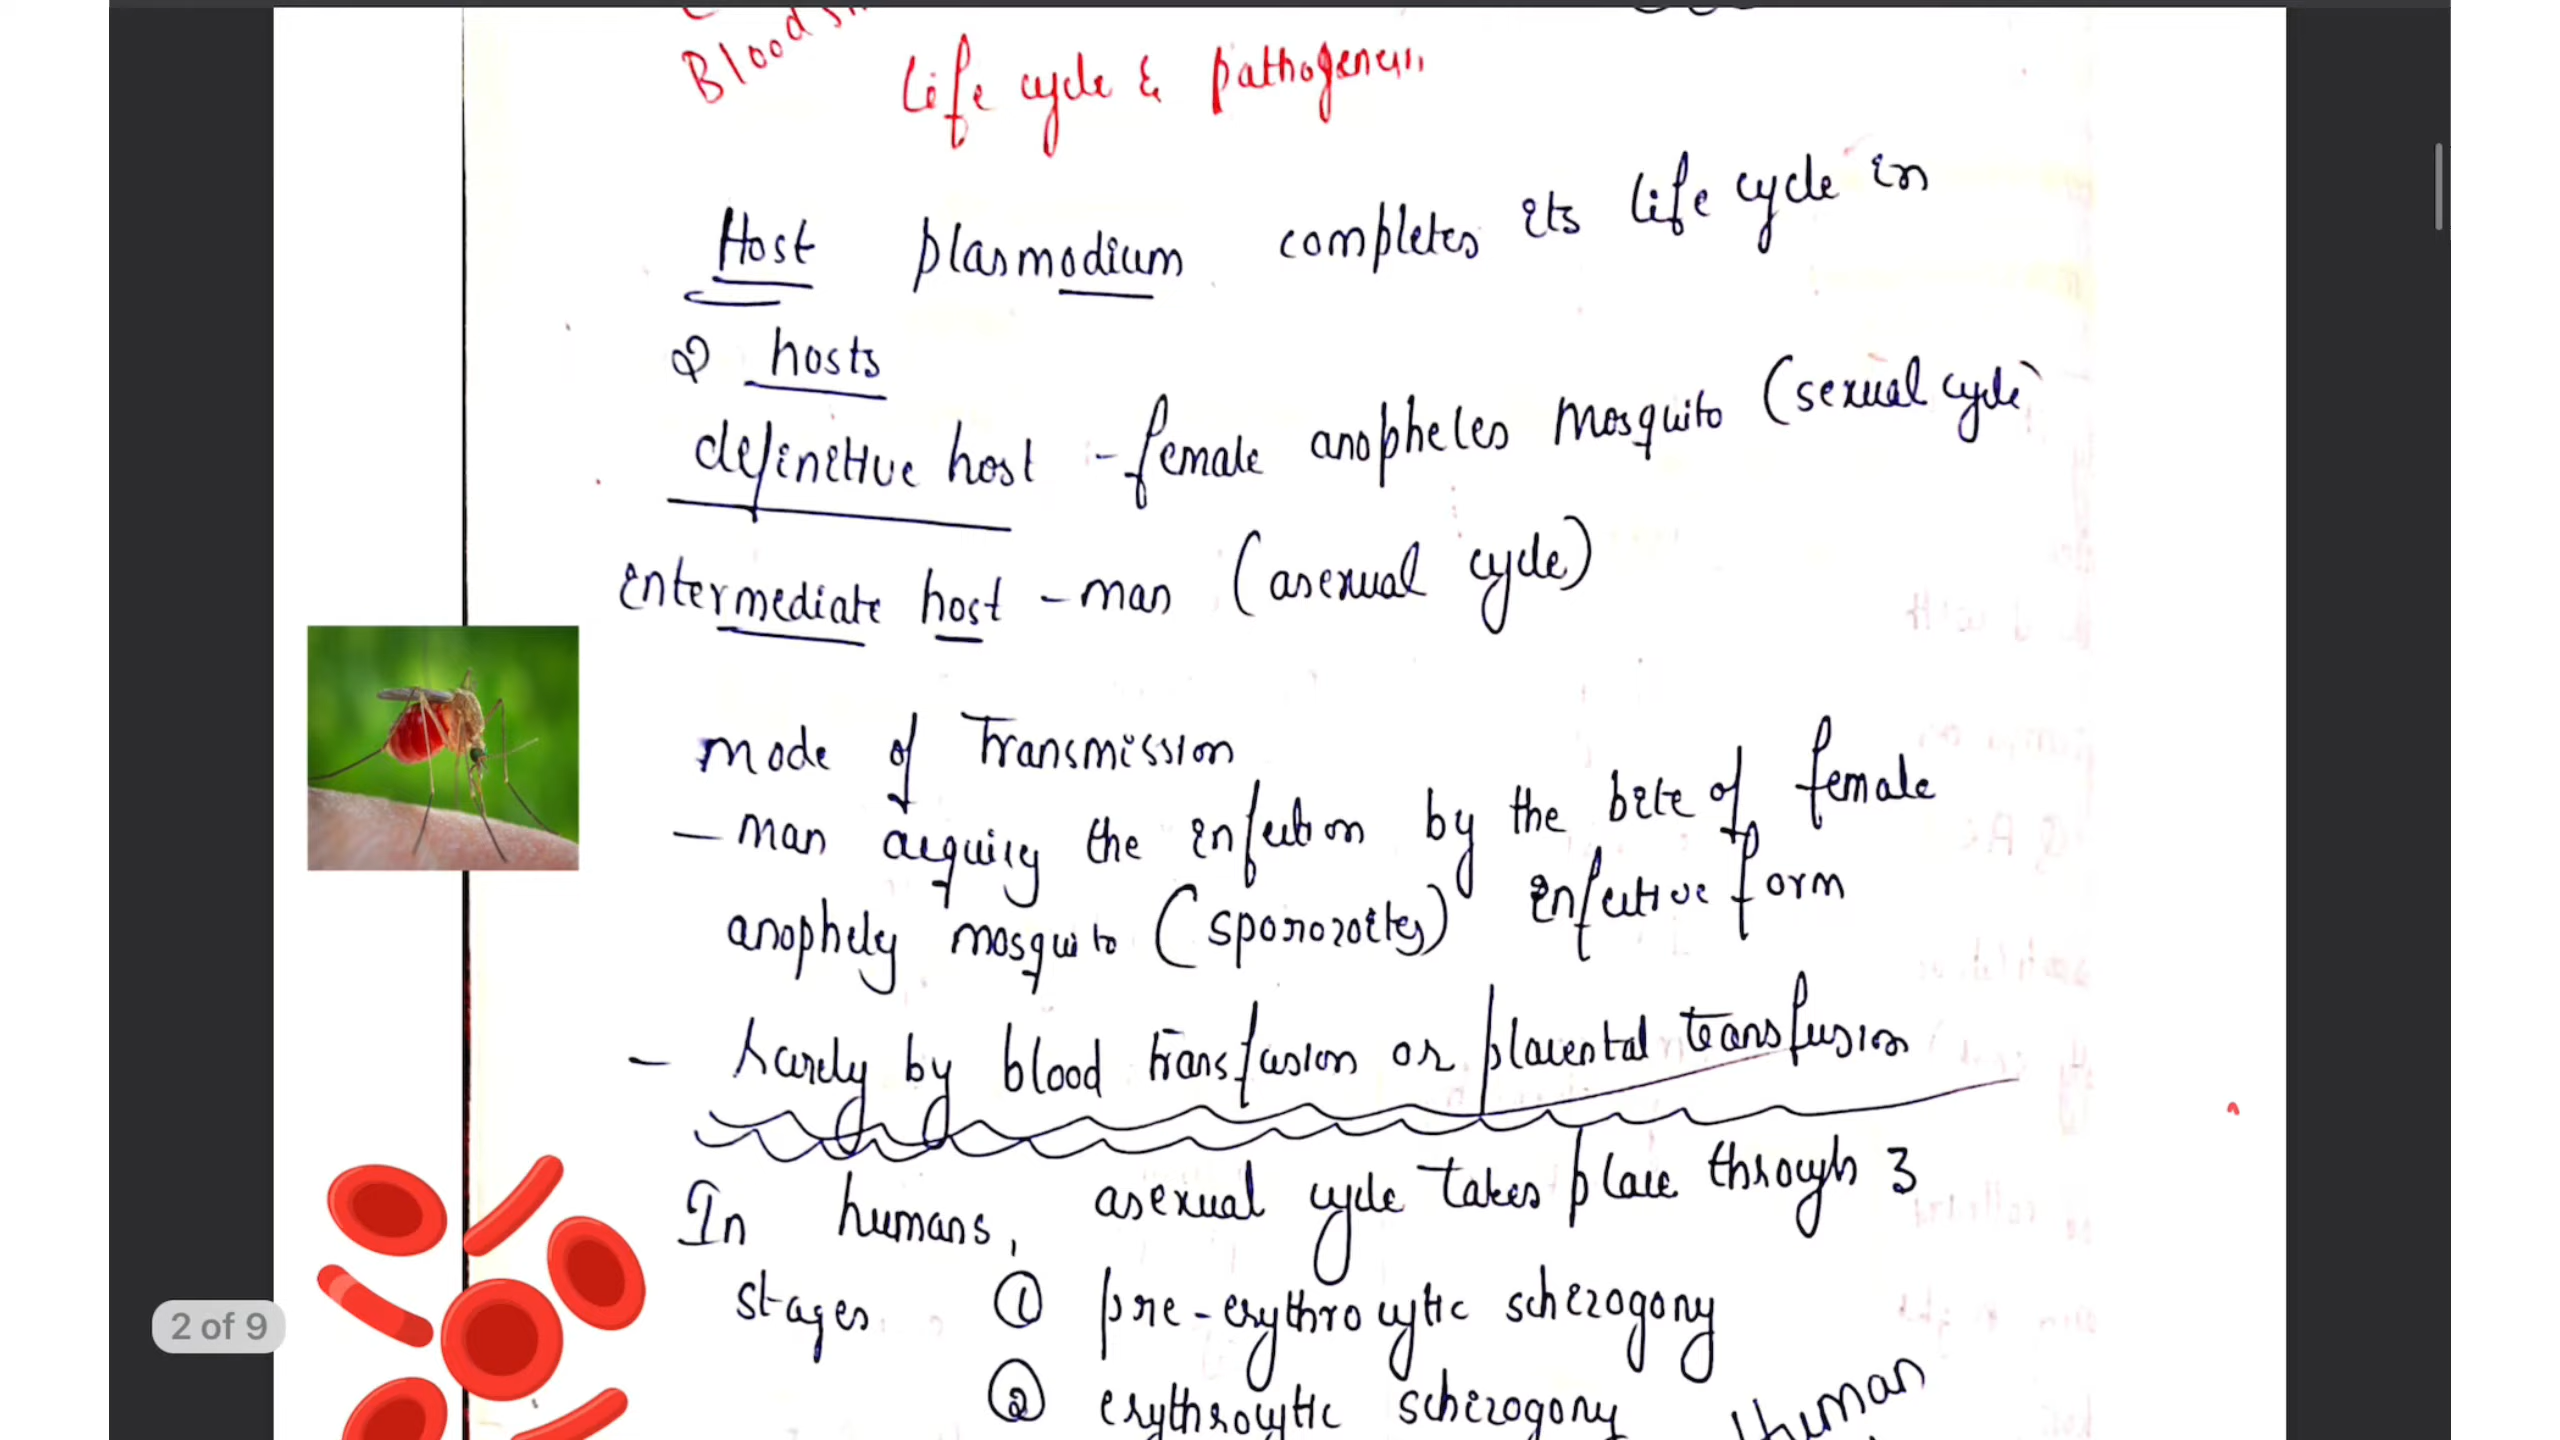 Blood
Life cycle & pathogenesis
Host plasmodium completes its life cycle in
2 hosts
definitive host - female anopheles mosquito (sexual cycle
intermediate host - man (asexual cycle)
mode of Transmission
- man acquires the infection by the bite of female
anopheles mosquito (sporozoites) infective form
- rarely by blood transfusion or placental transfusion
In humans, asexual cycle takes place through 3
stages ① pre-erythrocytic schizogony
② erythrocytic schizogony
Human
2 of 9